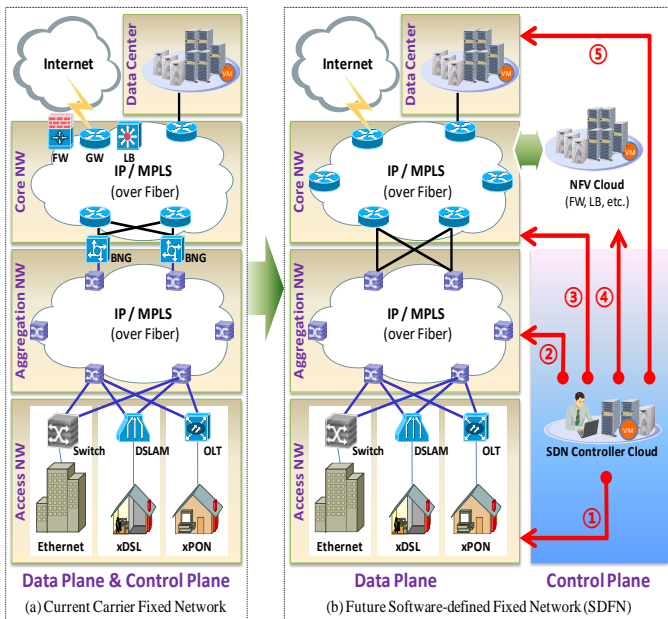 Internet
Data Center
VM
FW
GW
LB
Core NW
IP / MPLS
(over Fiber)
BNG
BNG
Aggregation NW
IP / MPLS
(over Fiber)
Access NW
Switch
DSLAM
OLT
Ethernet
xDSL
xPON
Data Plane & Control Plane
(a) Current Carrier Fixed Network
Internet
Data Center
VM
Core NW
IP / MPLS
(over Fiber)
Aggregation NW
IP / MPLS
(over Fiber)
Access NW
Switch
DSLAM
OLT
Ethernet
xDSL
xPON
Data Plane
⑤
VM
NFV Cloud
(FW, LB, etc.)
③
④
②
VM
SDN Controller Cloud
①
Control Plane
(b) Future Software-defined Fixed Network (SDFN)